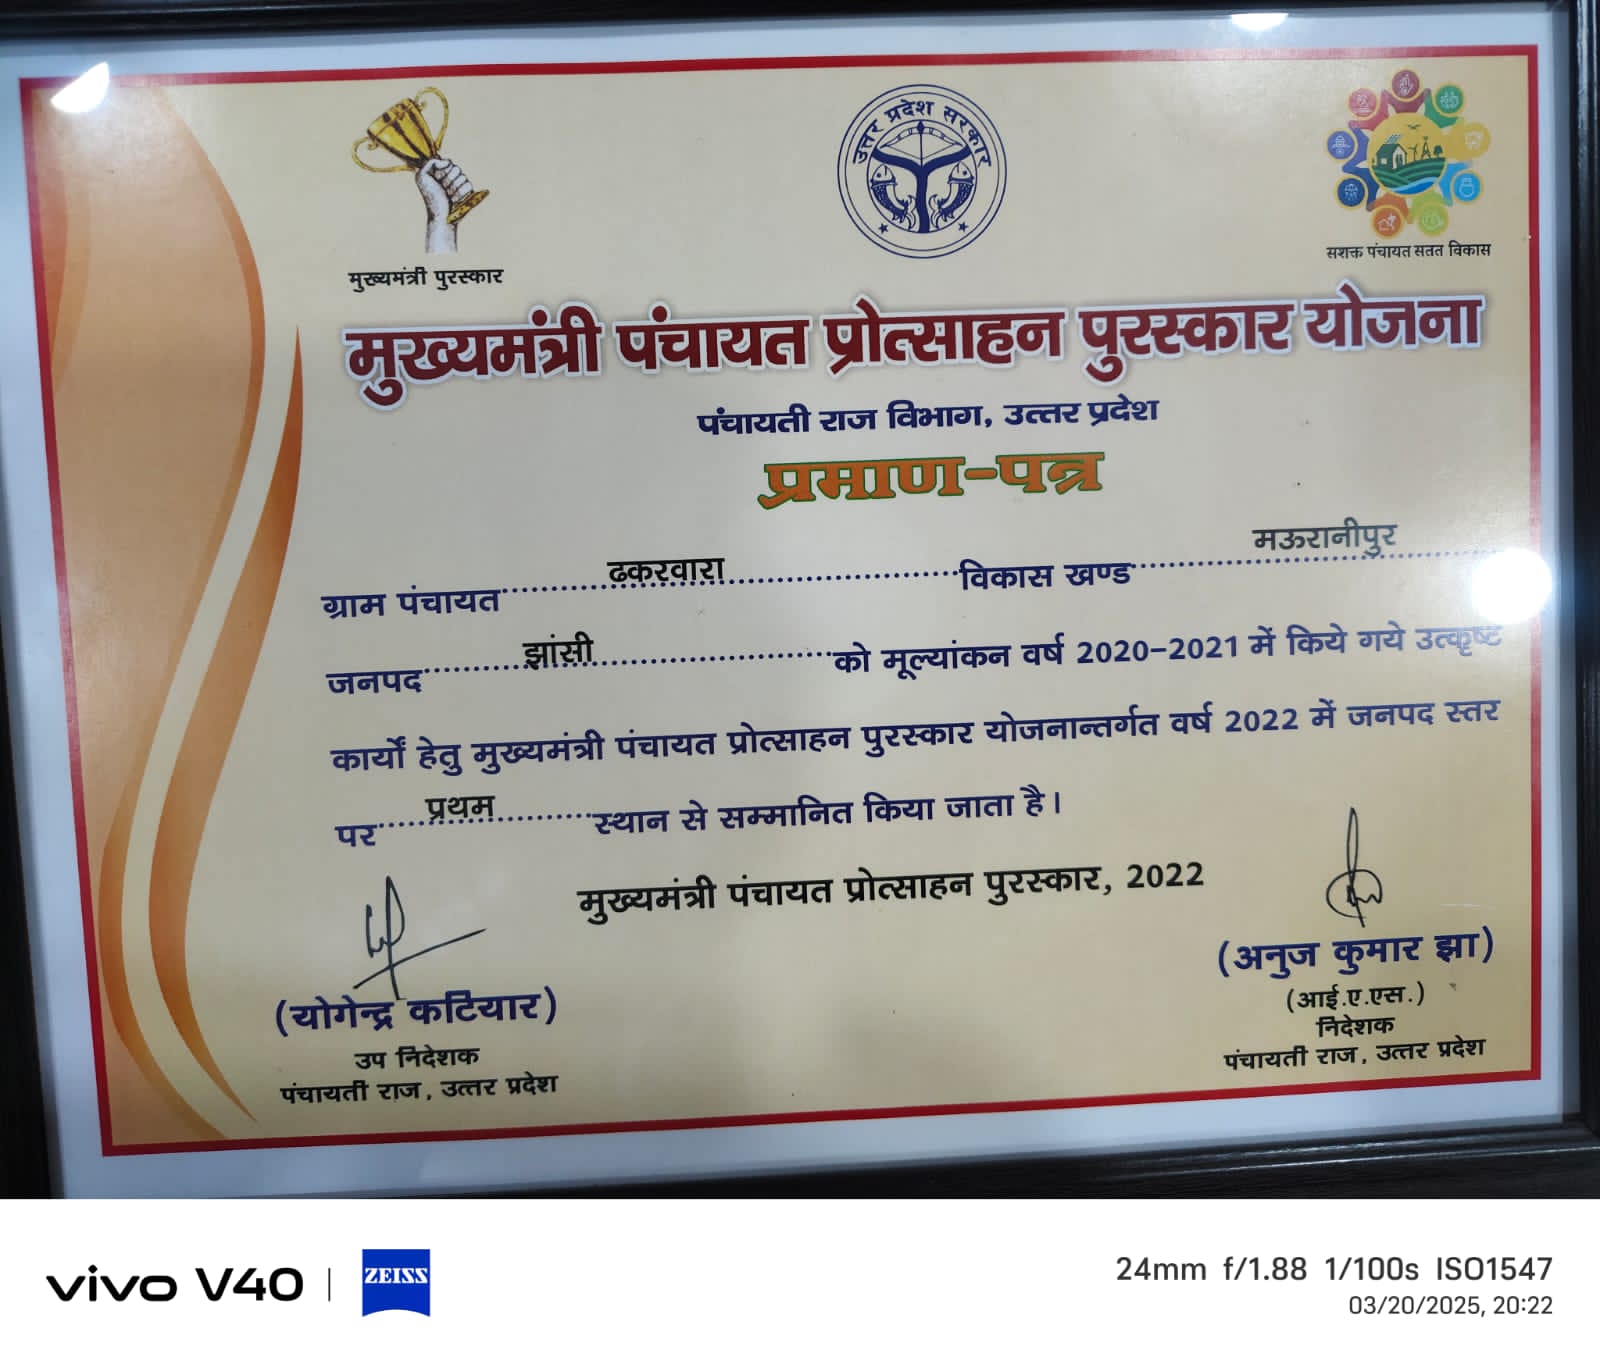 उत्तर प्रदेश सरकार
मुख्यमंत्री पुरस्कार
सशक्त पंचायत सतत विकास
मुख्यमंत्री पंचायत प्रोत्साहन पुरस्कार योजना
पंचायती राज विभाग, उत्तर प्रदेश
प्रमाण-पत्र
ग्राम पंचायत ढकरवारा विकास खण्ड मऊरानीपुर
जनपद झांसी को मूल्यांकन वर्ष 2020-2021 में किये गये उत्कृष्ट
कार्यों हेतु मुख्यमंत्री पंचायत प्रोत्साहन पुरस्कार योजनान्तर्गत वर्ष 2022 में जनपद स्तर
पर प्रथम स्थान से सम्मानित किया जाता है।
मुख्यमंत्री पंचायत प्रोत्साहन पुरस्कार, 2022
(योगेन्द्र कटियार)
उप निदेशक
पंचायती राज, उत्तर प्रदेश
(अनुज कुमार झा)
(आई.ए.एस.)
निदेशक
पंचायती राज, उत्तर प्रदेश
vivo V40 | ZEISS
24mm f/1.88 1/100s ISO1547
03/20/2025, 20:22